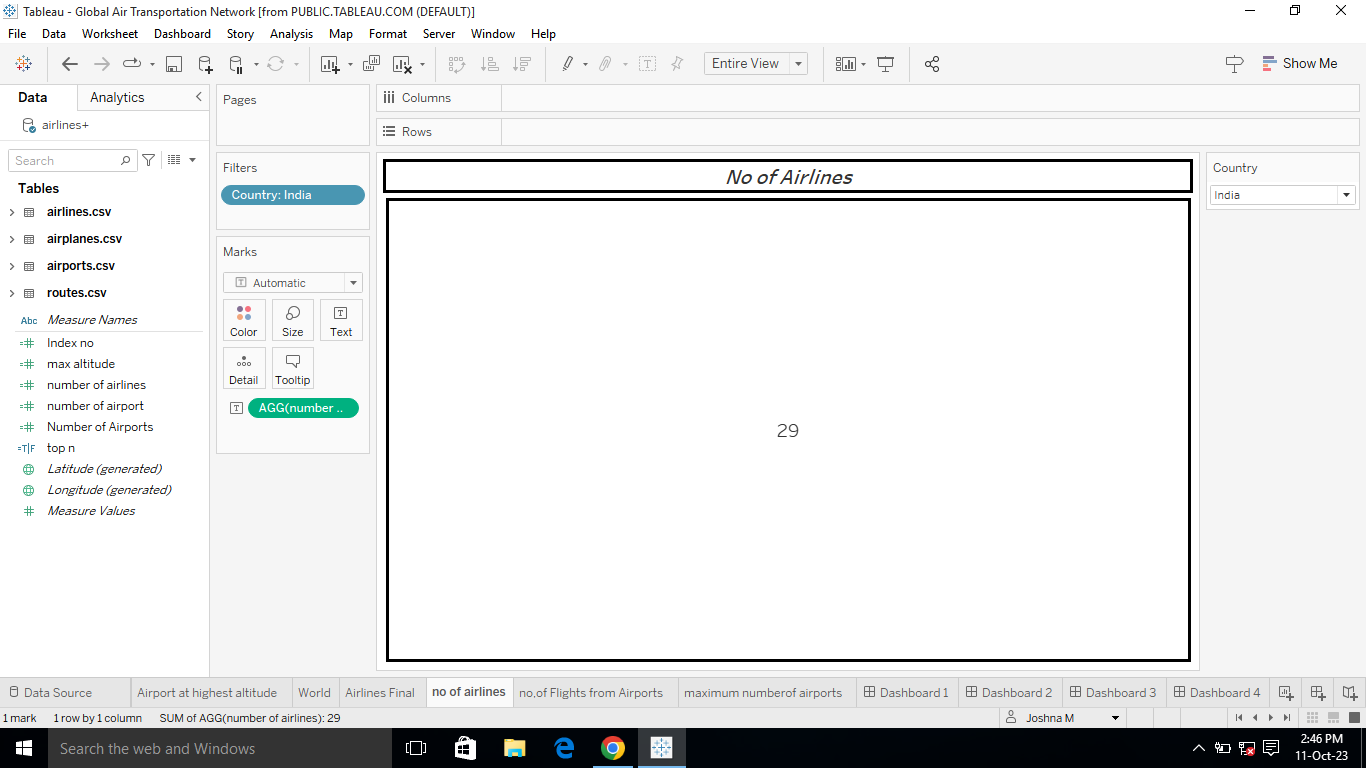 Tableau - Global Air Transportation Network [from PUBLIC.TABLEAU.COM (DEFAULT)]
File Data Worksheet Dashboard Story Analysis Map Format Server Window Help
Entire View
Show Me
Data Analytics
airlines+
Search
Tables
airlines.csv
airplanes.csv
airports.csv
routes.csv
Abc Measure Names
=# Index no
=# max altitude
=# number of airlines
=# number of airport
=# Number of Airports
=T|F top n
Latitude (generated)
Longitude (generated)
# Measure Values
Pages
Filters
Country: India
Marks
T Automatic
Color Size Text
Detail Tooltip
T AGG(number ..
Columns
Rows
No of Airlines
29
Country
India
Data Source Airport at highest altitude World Airlines Final no of airlines no,of Flights from Airports maximum numberof airports Dashboard 1 Dashboard 2 Dashboard 3 Dashboard 4
1 mark 1 row by 1 column SUM of AGG(number of airlines): 29 Joshna M
Search the web and Windows
2:46 PM
11-Oct-23